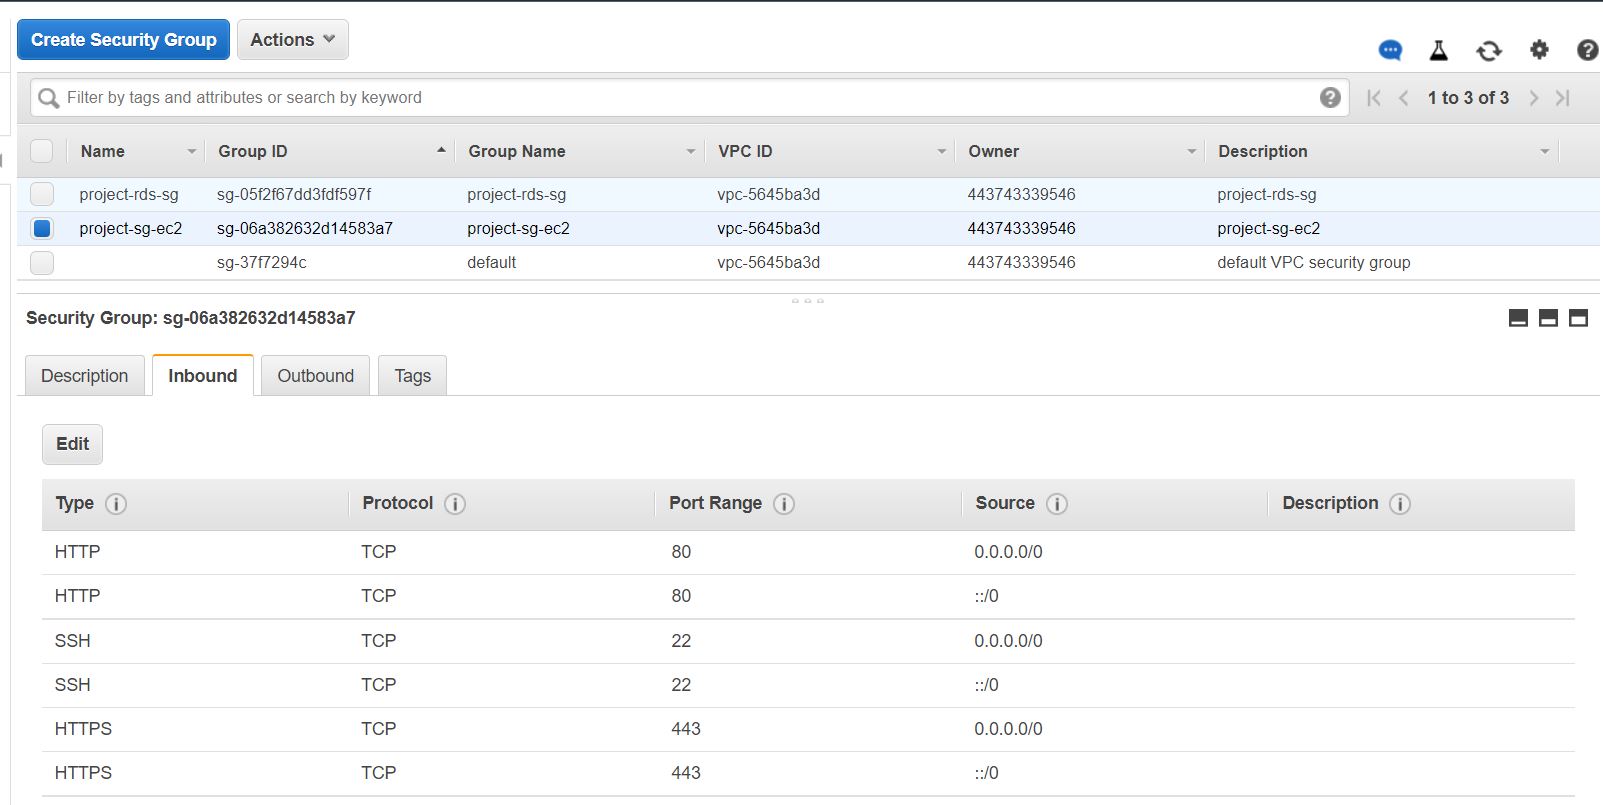 Create Security Group Actions
Filter by tags and attributes or search by keyword 1 to 3 of 3
Name Group ID Group Name VPC ID Owner Description
project-rds-sg sg-05f2f67dd3fdf597f project-rds-sg vpc-5645ba3d 443743339546 project-rds-sg
project-sg-ec2 sg-06a382632d14583a7 project-sg-ec2 vpc-5645ba3d 443743339546 project-sg-ec2
sg-37f7294c default vpc-5645ba3d 443743339546 default VPC security group
Security Group: sg-06a382632d14583a7
Description Inbound Outbound Tags
Edit
Type Protocol Port Range Source Description
HTTP TCP 80 0.0.0.0/0
HTTP TCP 80 ::/0
SSH TCP 22 0.0.0.0/0
SSH TCP 22 ::/0
HTTPS TCP 443 0.0.0.0/0
HTTPS TCP 443 ::/0